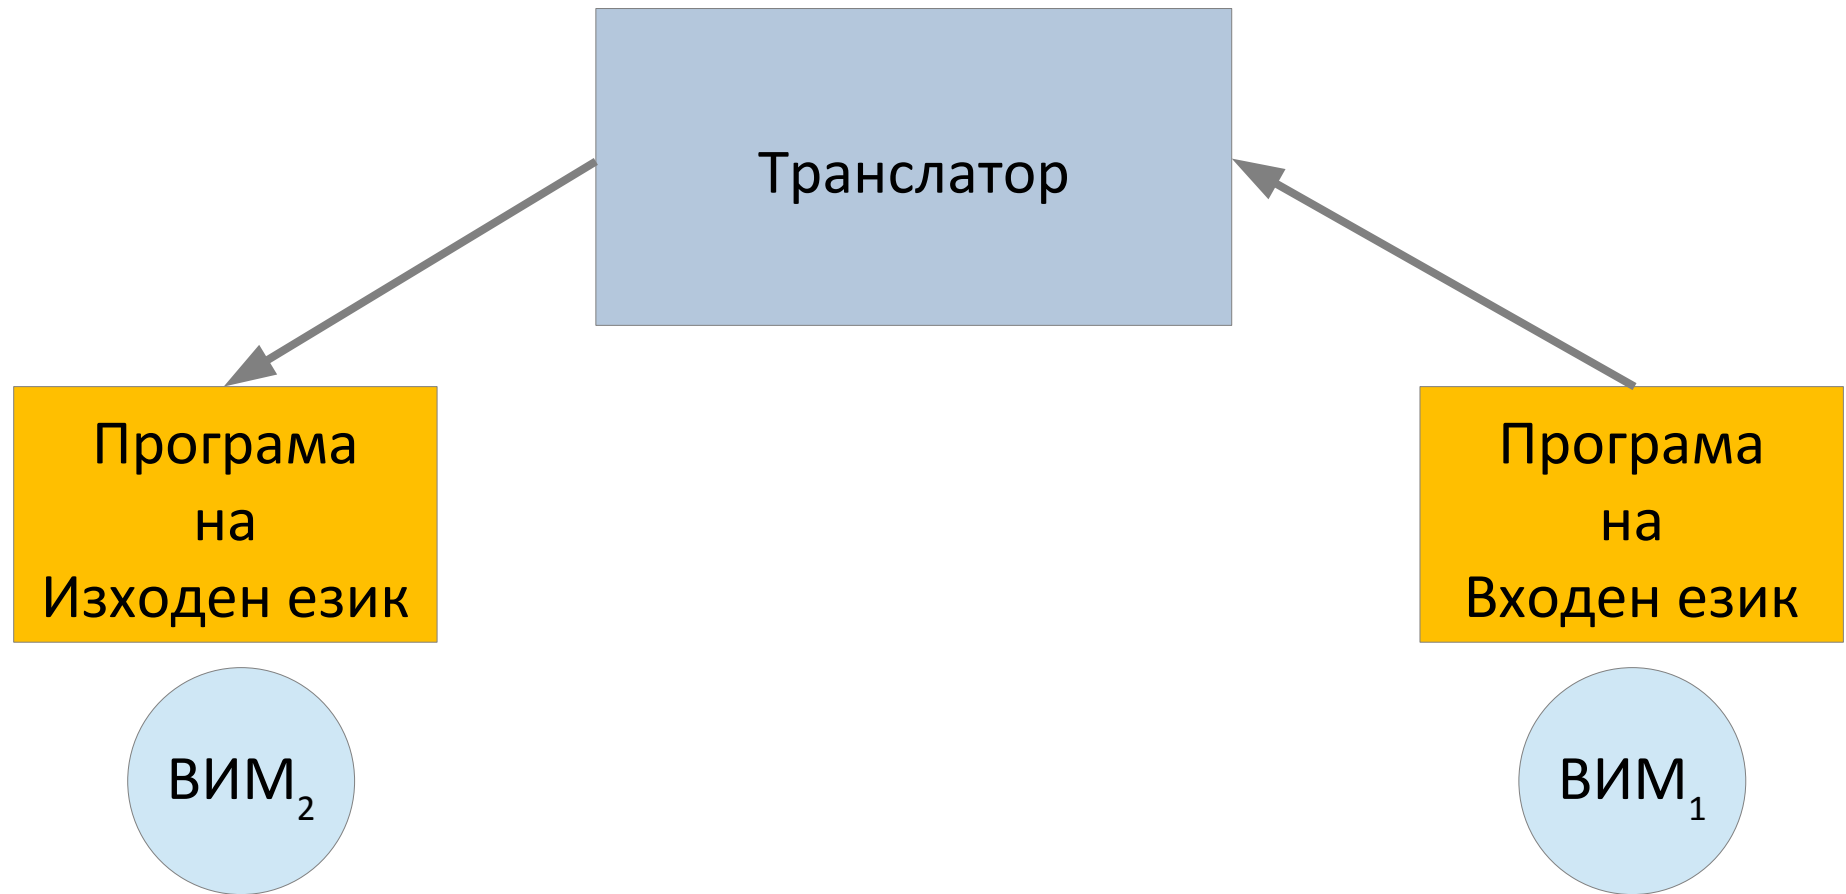 Транслатор
Програма
на
Изходен език
Програма
на
Входен език
ВИМ₂
ВИМ₁